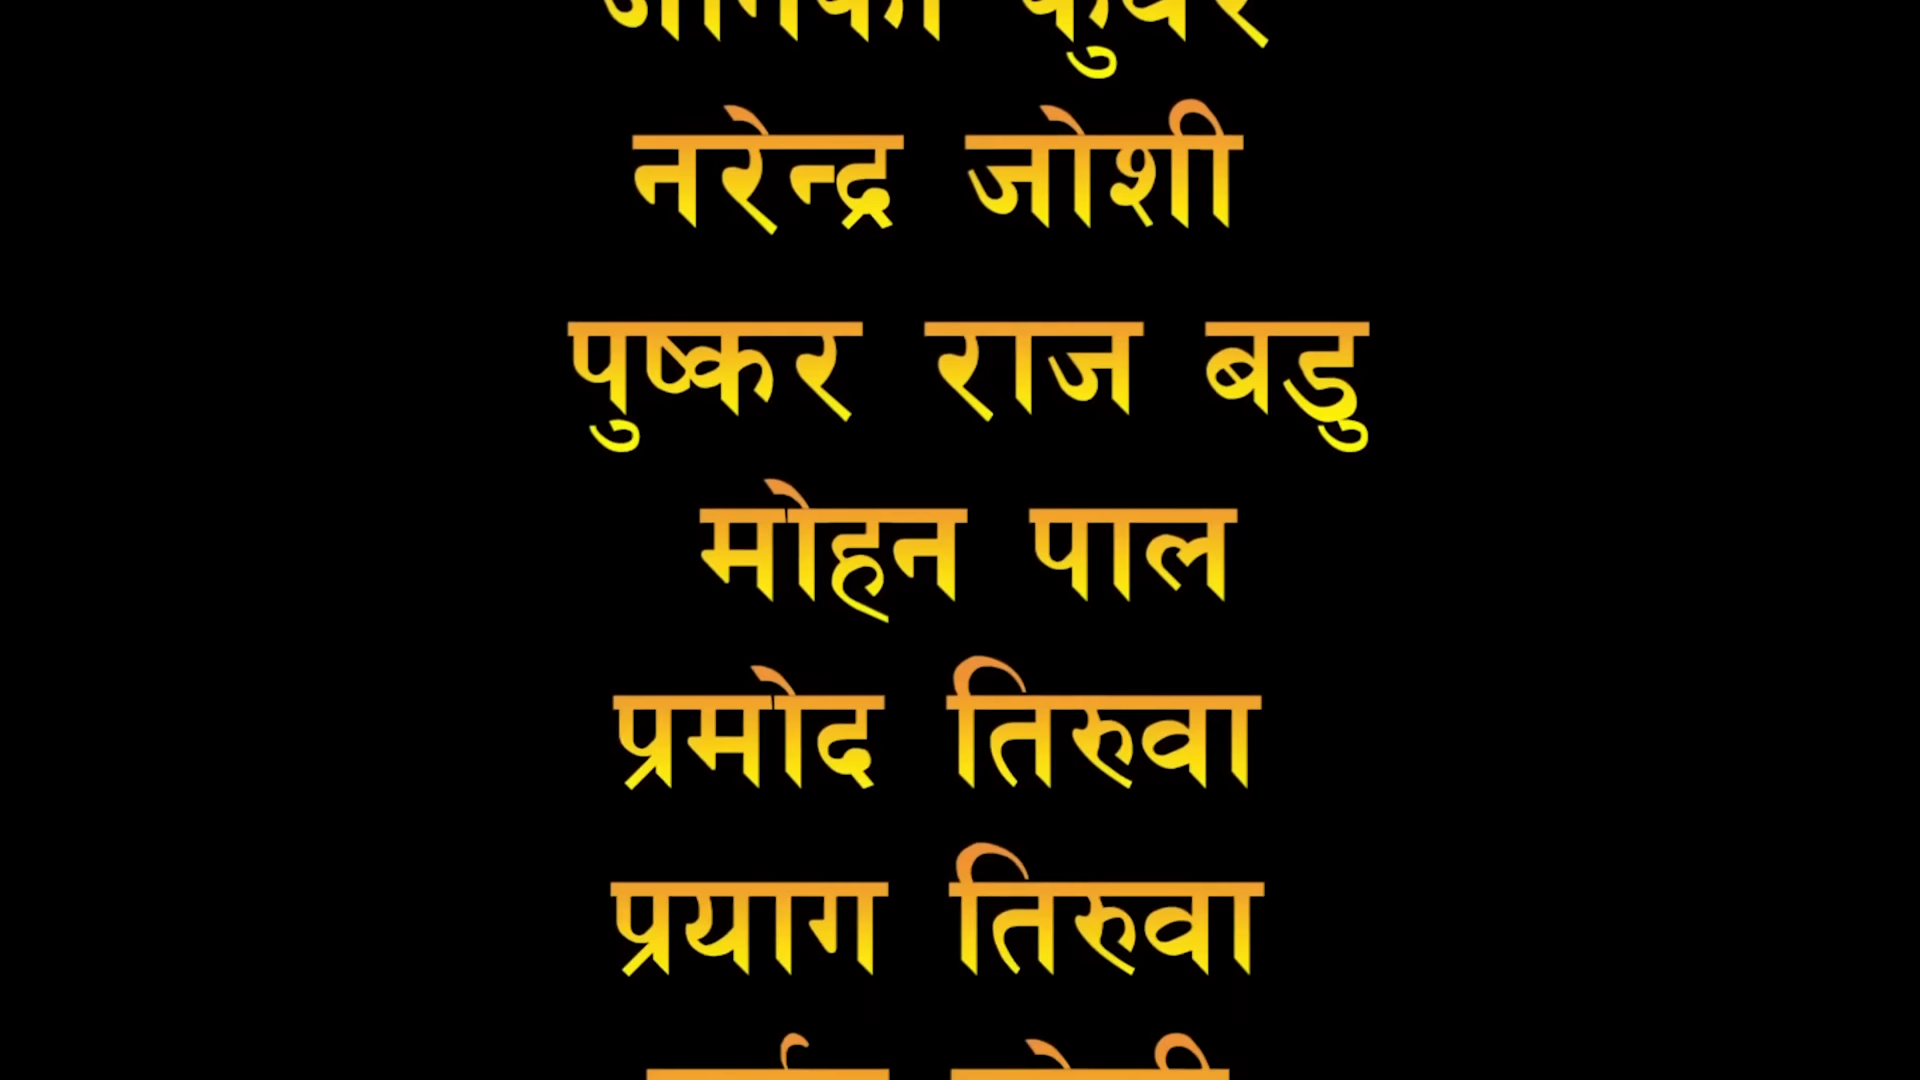 नरेन्द्र जोशी
पुष्कर राज बडु
मोहन पाल
प्रमोद तिरुवा
प्रयाग तिरुवा